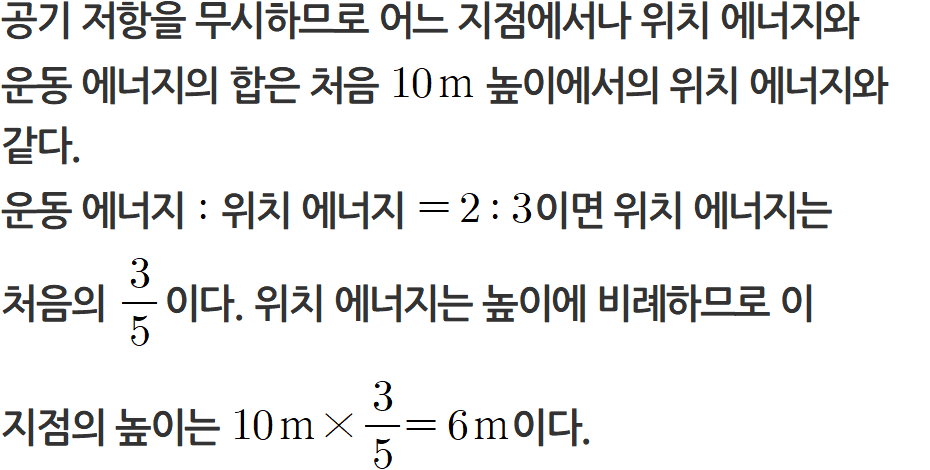 공기 저항을 무시하므로 어느 지점에서나 위치 에너지와
운동 에너지의 합은 처음 10 m 높이에서의 위치 에너지와
같다.
운동 에너지 : 위치 에너지 = 2 : 3이면 위치 에너지는
처음의 3/5 이다. 위치 에너지는 높이에 비례하므로 이
지점의 높이는 10 m × 3/5 = 6 m이다.